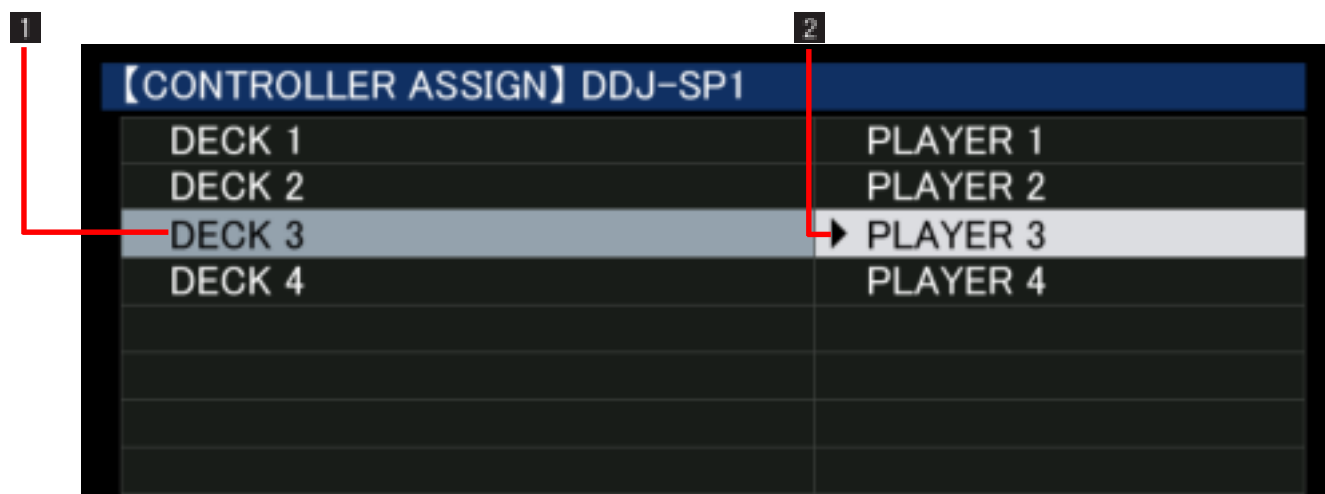 1 2
【CONTROLLER ASSIGN】 DDJ-SP1
DECK 1 PLAYER 1
DECK 2 PLAYER 2
DECK 3 PLAYER 3
DECK 4 PLAYER 4